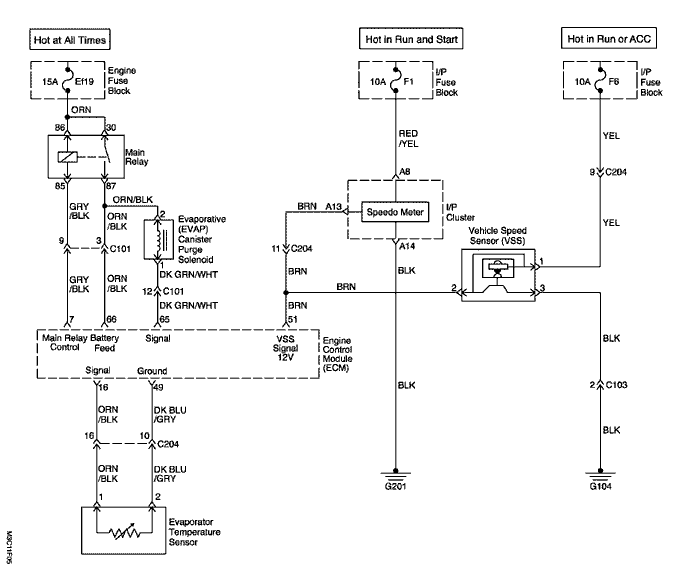 Hot at All Times
Hot in Run and Start
Hot in Run or ACC
15A Ef19
Engine
Fuse
Block
10A F1
I/P
Fuse
Block
10A F6
I/P
Fuse
Block
ORN
86
30
Main
Relay
85
87
RED
/YEL
YEL
9 C204
YEL
ORN/BLK
GRY
/BLK
ORN
/BLK
2
Evaporative
(EVAP)
Canister
Purge
Solenoid
1
9
3 C101
DK GRN/WHT
12 C101
DK GRN/WHT
GRY
/BLK
ORN
/BLK
A8
BRN A13
Speedo Meter
I/P
Cluster
A14
11 C204
BRN
BRN
BLK
BRN
Vehicle Speed
Sensor (VSS)
1
2
3
7
66
65
51
Main Relay
Control
Battery
Feed
Signal
VSS
Signal
12V
Engine
Control
Module
(ECM)
Signal
Ground
16
49
BLK
BLK
2 C103
BLK
ORN
/BLK
DK BLU
/GRY
16
10 C204
ORN
/BLK
DK BLU
/GRY
G201
G104
1
2
Evaporator
Temperature
Sensor
M3C11F05